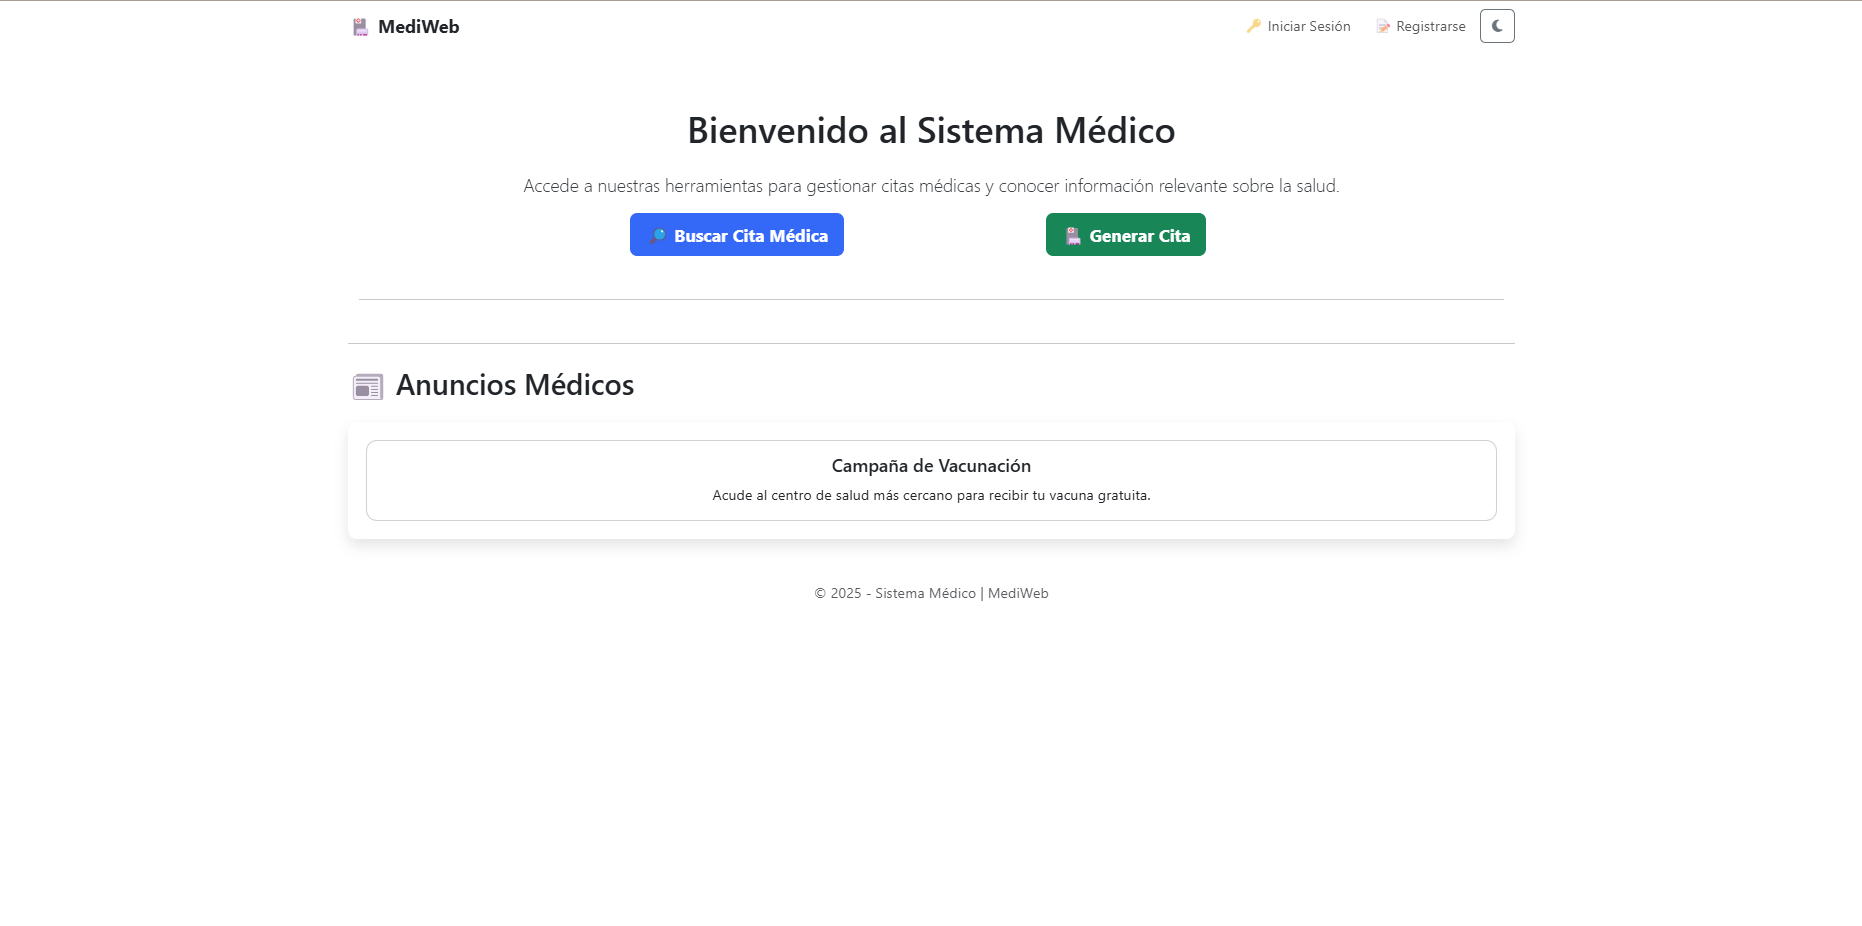 MediWeb
Iniciar Sesión
Registrarse
Bienvenido al Sistema Médico
Accede a nuestras herramientas para gestionar citas médicas y conocer información relevante sobre la salud.
Buscar Cita Médica
Generar Cita
Anuncios Médicos
Campaña de Vacunación
Acude al centro de salud más cercano para recibir tu vacuna gratuita.
© 2025 - Sistema Médico | MediWeb